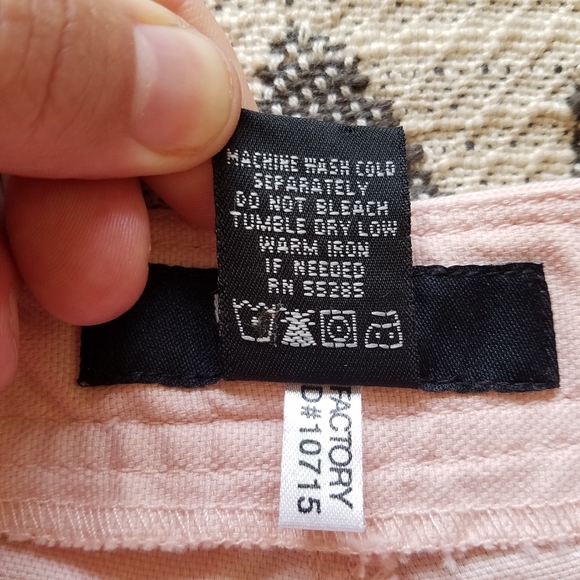 MACHINE WASH COLD
SEPARATELY
DO NOT BLEACH
TUMBLE DRY LOW
WARM IRON
IF NEEDED
RN 55285
FACTORY
D#10715